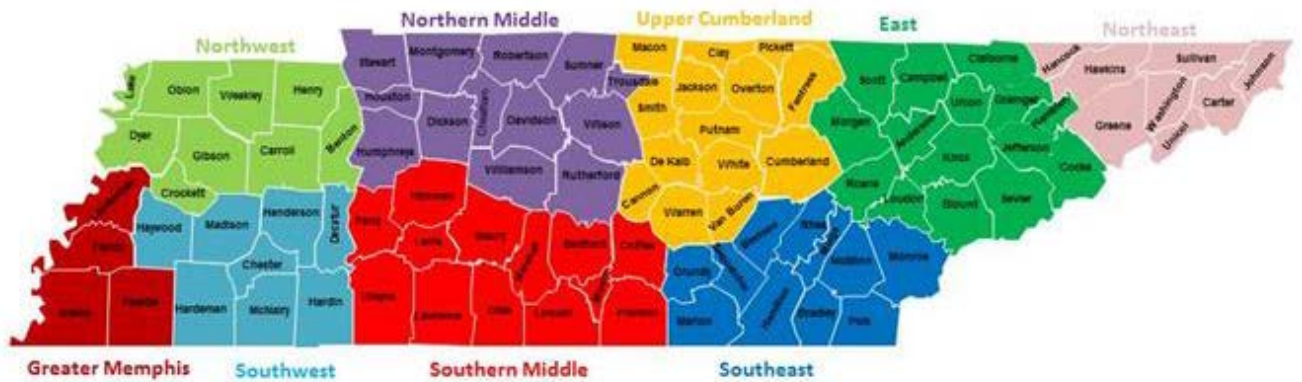 Northern Middle
Upper Cumberland
East
Northeast
Northwest
Lake
Obion
Weakley
Henry
Dyer
Gibson
Carroll
Benton
Crockett
Stewart
Montgomery
Robertson
Sumner
Houston
Dickson
Cheatham
Davidson
Wilson
Humphreys
Williamson
Rutherford
Macon
Clay
Pickett
Trousdale
Smith
Jackson
Overton
Fentress
Putnam
De Kalb
White
Cumberland
Cannon
Warren
Van Buren
Scott
Campbell
Claiborne
Morgan
Anderson
Union
Grainger
Hamblen
Knox
Jefferson
Cocke
Roane
Loudon
Blount
Sevier
Hancock
Hawkins
Sullivan
Johnson
Greene
Washington
Carter
Unicoi
Haywood
Madison
Henderson
Decatur
Chester
Hardeman
McNairy
Hardin
Tipton
Shelby
Fayette
Perry
Hickman
Lewis
Maury
Marshall
Bedford
Coffee
Wayne
Lawrence
Giles
Lincoln
Moore
Franklin
Grundy
Bledsoe
Rhea
Meigs
McMinn
Monroe
Marion
Hamilton
Bradley
Polk
Greater Memphis
Southwest
Southern Middle
Southeast